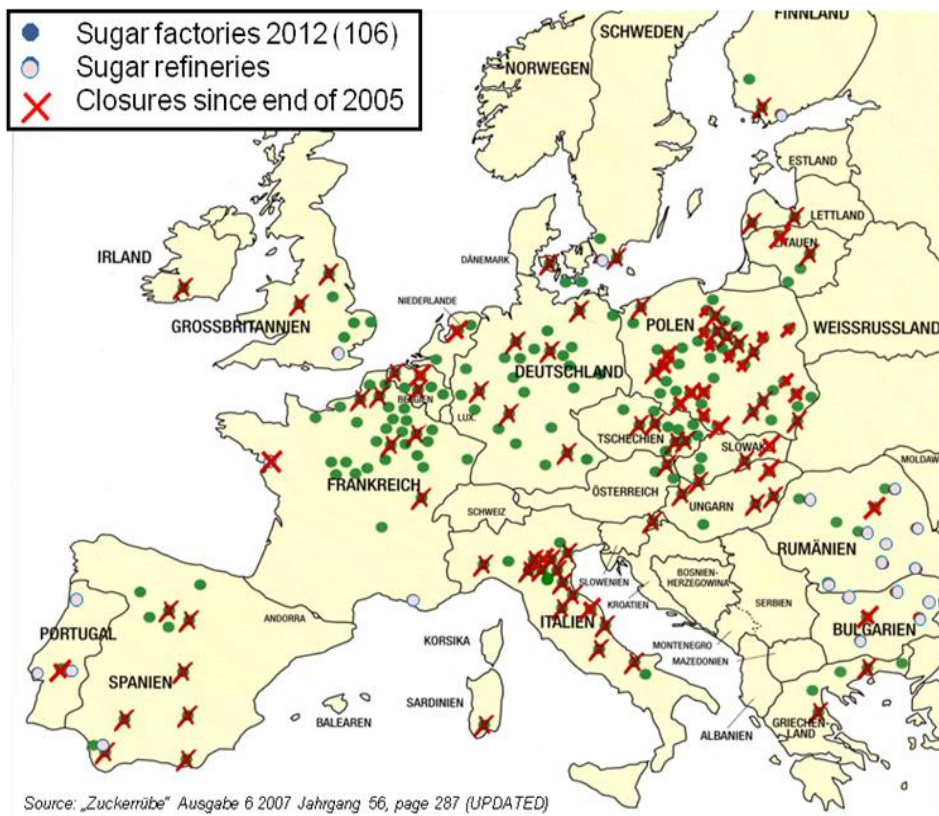 Sugar factories 2012 (106)
Sugar refineries
Closures since end of 2005
FINNLAND
SCHWEDEN
NORWEGEN
ESTLAND
LETTLAND
LITAUEN
IRLAND
DÄNEMARK
NIEDERLANDE
GROSSBRITANNIEN
POLEN
WEISSRUSSLAND
DEUTSCHLAND
BELGIEN
LUX.
TSCHECHIEN
SLOWAKEI
MOLDAW
FRANKREICH
ÖSTERREICH
UNGARN
SCHWEIZ
RUMÄNIEN
SLOWENIEN
BOSNIEN-
HERZEGOWINA
KROATIEN
SERBIEN
ANDORRA
ITALIEN
PORTUGAL
KORSIKA
MONTENEGRO
BULGARIEN
MAZEDONIEN
SPANIEN
SARDINIEN
BALEAREN
ALBANIEN
GRIECHEN-
LAND
Source: „Zuckerrübe" Ausgabe 6 2007 Jahrgang 56, page 287 (UPDATED)